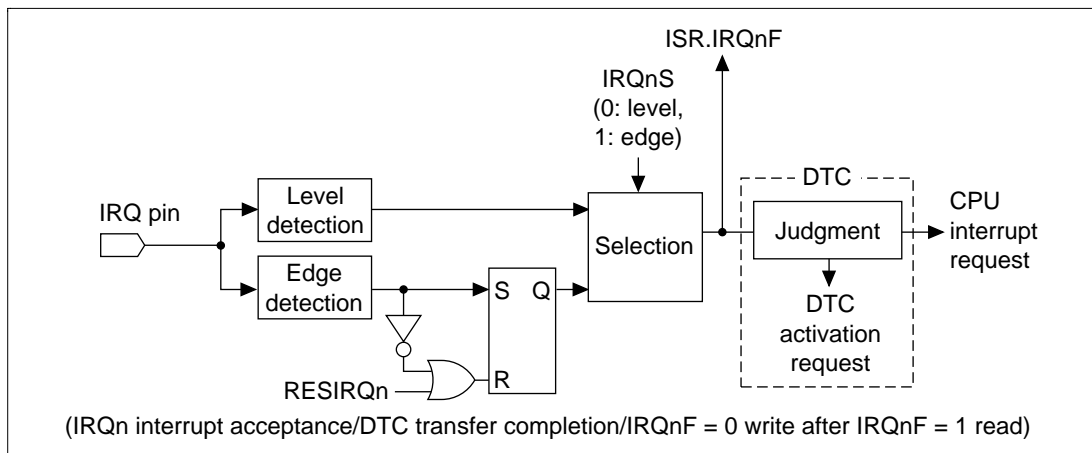 ISR.IRQnF
IRQnS
(0: level,
1: edge)
DTC
IRQ pin
Level
detection
Selection
Judgment
CPU
interrupt
request
Edge
detection
S Q
R
DTC
activation
request
RESIRQn
(IRQn interrupt acceptance/DTC transfer completion/IRQnF = 0 write after IRQnF = 1 read)